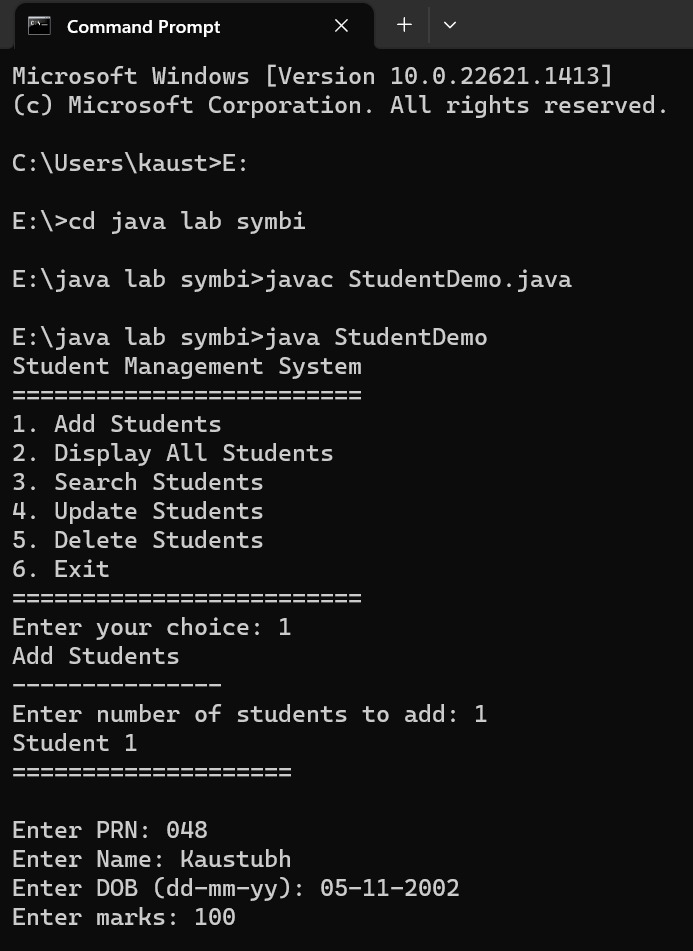 Command Prompt
Microsoft Windows [Version 10.0.22621.1413]
(c) Microsoft Corporation. All rights reserved.
C:\Users\kaust>E:
E:\>cd java lab symbi
E:\java lab symbi>javac StudentDemo.java
E:\java lab symbi>java StudentDemo
Student Management System
=========================
1. Add Students
2. Display All Students
3. Search Students
4. Update Students
5. Delete Students
6. Exit
=========================
Enter your choice: 1
Add Students
---------------
Enter number of students to add: 1
Student 1
====================
Enter PRN: 048
Enter Name: Kaustubh
Enter DOB (dd-mm-yy): 05-11-2002
Enter marks: 100